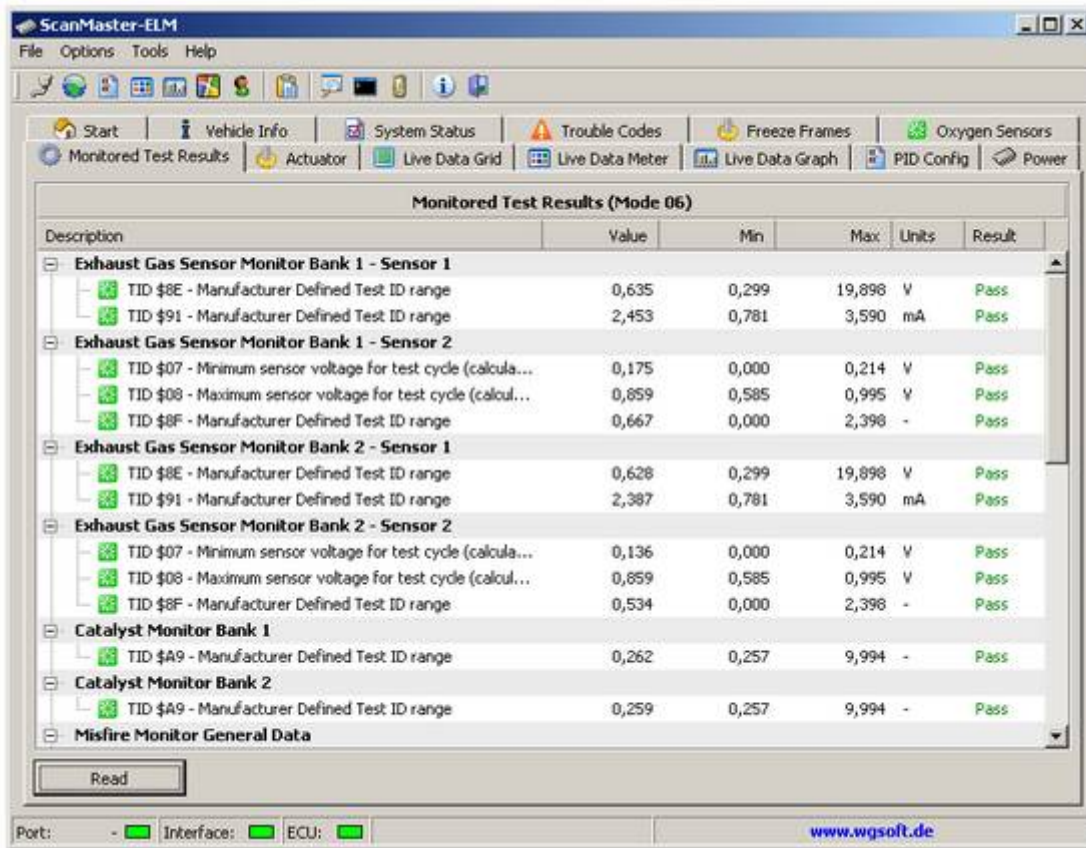 ScanMaster-ELM
File Options Tools Help
Start Vehicle Info System Status Trouble Codes Freeze Frames Oxygen Sensors
Monitored Test Results Actuator Live Data Grid Live Data Meter Live Data Graph PID Config Power
Monitored Test Results (Mode 06)
Description Value Min Max Units Result
Exhaust Gas Sensor Monitor Bank 1 - Sensor 1
TID $8E - Manufacturer Defined Test ID range 0,635 0,299 19,898 V Pass
TID $91 - Manufacturer Defined Test ID range 2,453 0,781 3,590 mA Pass
Exhaust Gas Sensor Monitor Bank 1 - Sensor 2
TID $07 - Minimum sensor voltage for test cycle (calcula... 0,175 0,000 0,214 V Pass
TID $08 - Maximum sensor voltage for test cycle (calcul... 0,859 0,585 0,995 V Pass
TID $8F - Manufacturer Defined Test ID range 0,667 0,000 2,398 - Pass
Exhaust Gas Sensor Monitor Bank 2 - Sensor 1
TID $8E - Manufacturer Defined Test ID range 0,628 0,299 19,898 V Pass
TID $91 - Manufacturer Defined Test ID range 2,387 0,781 3,590 mA Pass
Exhaust Gas Sensor Monitor Bank 2 - Sensor 2
TID $07 - Minimum sensor voltage for test cycle (calcula... 0,136 0,000 0,214 V Pass
TID $08 - Maximum sensor voltage for test cycle (calcul... 0,859 0,585 0,995 V Pass
TID $8F - Manufacturer Defined Test ID range 0,534 0,000 2,398 - Pass
Catalyst Monitor Bank 1
TID $A9 - Manufacturer Defined Test ID range 0,262 0,257 9,994 - Pass
Catalyst Monitor Bank 2
TID $A9 - Manufacturer Defined Test ID range 0,259 0,257 9,994 - Pass
Misfire Monitor General Data
Read
Port: - Interface: ECU: www.wgsoft.de